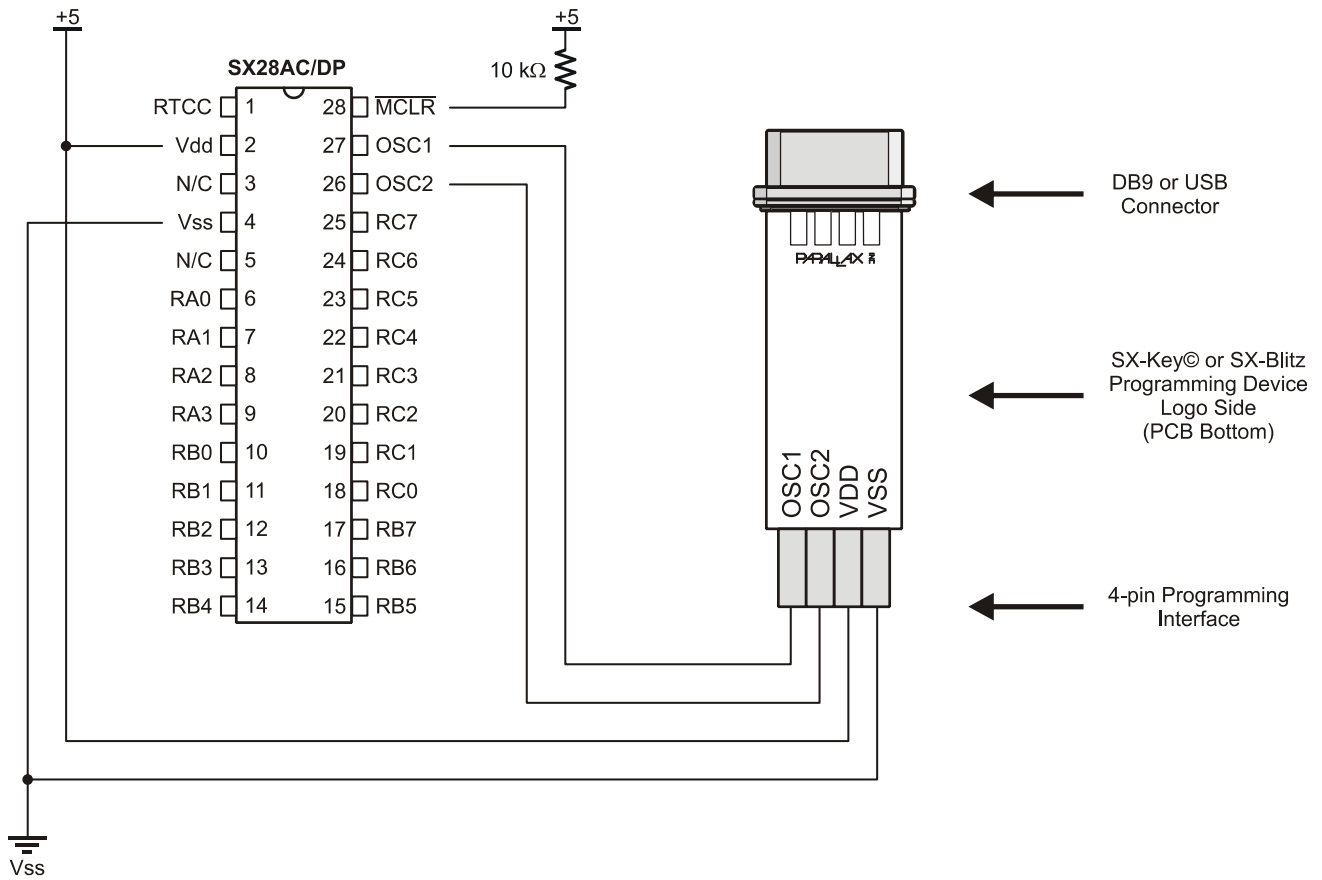 +5
+5
10 kΩ
SX28AC/DP
RTCC 1 28 MCLR
Vdd 2 27 OSC1
N/C 3 26 OSC2
Vss 4 25 RC7
N/C 5 24 RC6
RA0 6 23 RC5
RA1 7 22 RC4
RA2 8 21 RC3
RA3 9 20 RC2
RB0 10 19 RC1
RB1 11 18 RC0
RB2 12 17 RB7
RB3 13 16 RB6
RB4 14 15 RB5
Vss
PARALLAX INC
OSC1
OSC2
VDD
VSS
DB9 or USB
Connector
SX-Key© or SX-Blitz
Programming Device
Logo Side
(PCB Bottom)
4-pin Programming
Interface